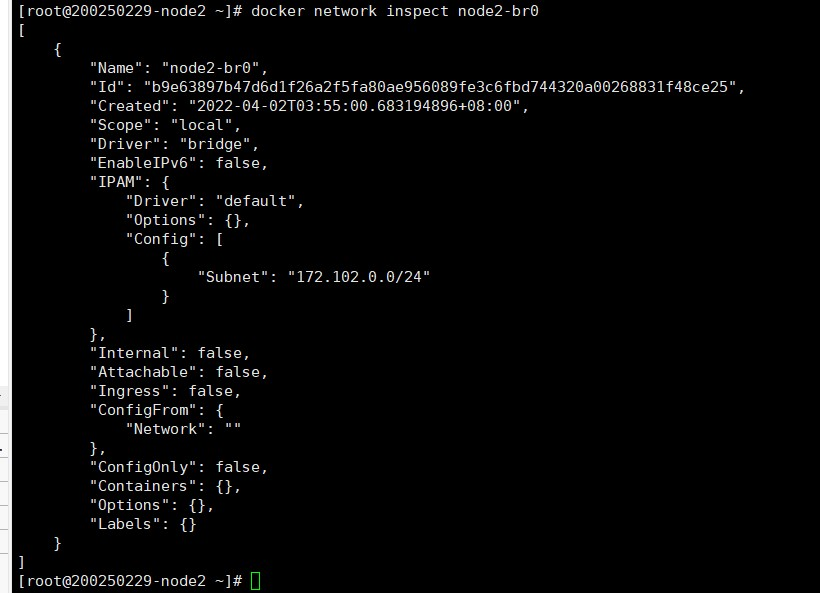 [root@200250229-node2 ~]# docker network inspect node2-br0
[
    {
        "Name": "node2-br0",
        "Id": "b9e63897b47d6d1f26a2f5fa80ae956089fe3c6fbd744320a00268831f48ce25",
        "Created": "2022-04-02T03:55:00.683194896+08:00",
        "Scope": "local",
        "Driver": "bridge",
        "EnableIPv6": false,
        "IPAM": {
            "Driver": "default",
            "Options": {},
            "Config": [
                {
                    "Subnet": "172.102.0.0/24"
                }
            ]
        },
        "Internal": false,
        "Attachable": false,
        "Ingress": false,
        "ConfigFrom": {
            "Network": ""
        },
        "ConfigOnly": false,
        "Containers": {},
        "Options": {},
        "Labels": {}
    }
]
[root@200250229-node2 ~]#